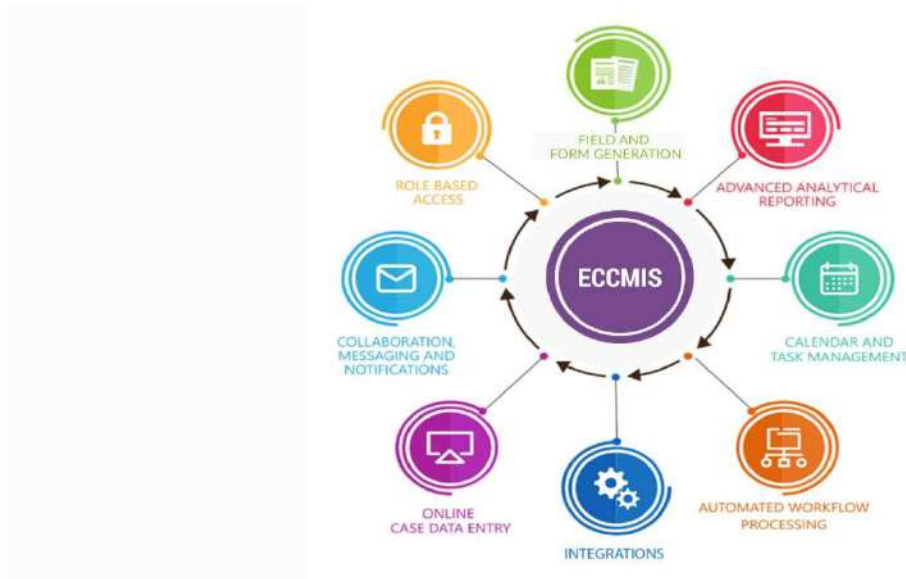 FIELD AND
FORM GENERATION
ADVANCED ANALYTICAL
REPORTING
CALENDAR AND
TASK MANAGEMENT
AUTOMATED WORKFLOW
PROCESSING
INTEGRATIONS
ONLINE
CASE DATA ENTRY
COLLABORATION,
MESSAGING AND
NOTIFICATIONS
ROLE BASED
ACCESS
ECCMIS